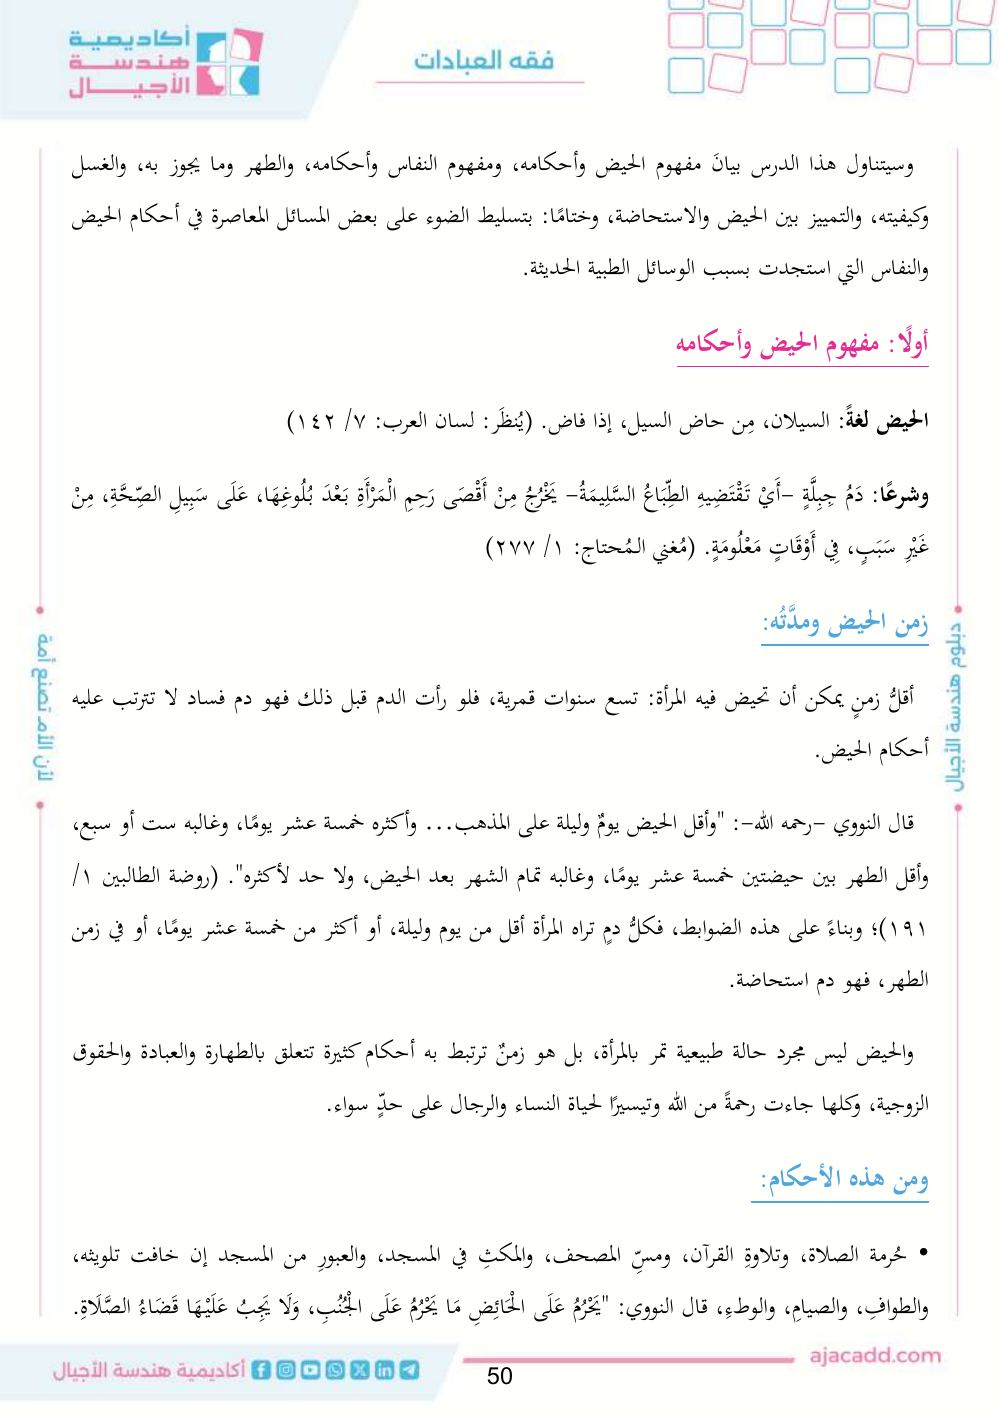 أكاديمية
هندسة
الأجيال
فقه العبادات
وسيتناول هذا الدرس بيانَ مفهوم الحيض وأحكامه، ومفهوم النفاس وأحكامه، والطهر وما يجوز به، والغسل
وكيفيته، والتمييز بين الحيض والاستحاضة، وختامًا: بتسليط الضوء على بعض المسائل المعاصرة في أحكام الحيض
والنفاس التي استجدت بسبب الوسائل الطبية الحديثة.
أولًا: مفهوم الحيض وأحكامه
الحيض لغةً: السيلان، مِن حاض السيل، إذا فاض. (يُنظَر: لسان العرب: ٧/ ١٤٢)
وشرعًا: دَمُ جِبِلَّةٍ –أَيْ تَقْتَضِيهِ الطِّبَاعُ السَّلِيمَةُ– يَخْرُجُ مِنْ أَقْصَى رَحِمِ الْمَرْأَةِ بَعْدَ بُلُوغِهَا، عَلَى سَبِيلِ الصِّحَّةِ، مِنْ
غَيْرِ سَبَبٍ، فِي أَوْقَاتٍ مَعْلُومَةٍ. (مُغني المُحتاج: ١/ ٢٧٧)
زمن الحيض ومدَّتُه:
أقلُّ زمنٍ يمكن أن تحيض فيه المرأة: تسع سنوات قمرية، فلو رأت الدم قبل ذلك فهو دم فساد لا تترتب عليه
أحكام الحيض.
قال النووي –رحمه الله–: "وأقل الحيض يومٌ وليلة على المذهب... وأكثره خمسة عشر يومًا، وغالبه ست أو سبع،
وأقل الطهر بين حيضتين خمسة عشر يومًا، وغالبه تمام الشهر بعد الحيض، ولا حد لأكثره". (روضة الطالبين ١/
١٩١)؛ وبناءً على هذه الضوابط، فكلُّ دمٍ تراه المرأة أقل من يوم وليلة، أو أكثر من خمسة عشر يومًا، أو في زمن
الطهر، فهو دم استحاضة.
والحيض ليس مجرد حالة طبيعية تمر بالمرأة، بل هو زمنٌ ترتبط به أحكام كثيرة تتعلق بالطهارة والعبادة والحقوق
الزوجية، وكلها جاءت رحمةً من الله وتيسيرًا لحياة النساء والرجال على حدٍّ سواء.
ومن هذه الأحكام:
• حُرمة الصلاة، وتلاوةِ القرآن، ومسِّ المصحف، والمكثِ في المسجد، والعبورِ من المسجد إن خافت تلويثه،
والطوافِ، والصيامِ، والوطءِ، قال النووي: "يَحْرُمُ عَلَى الْحَائِضِ مَا يَحْرُمُ عَلَى الْجُنُبِ، وَلَا يَجِبُ عَلَيْهَا قَضَاءُ الصَّلَاةِ.
دبلوم هندسة الأجيال
لأن الأمـ تصنع أمة
ajacadd.com
50
أكاديمية هندسة الأجيال